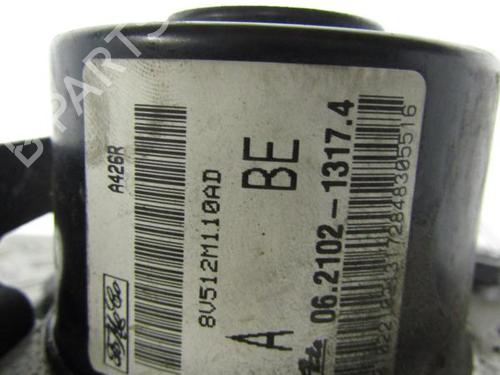 A426R
8V512M110AD
BE
A
06.2102-1317.4
B PARTS